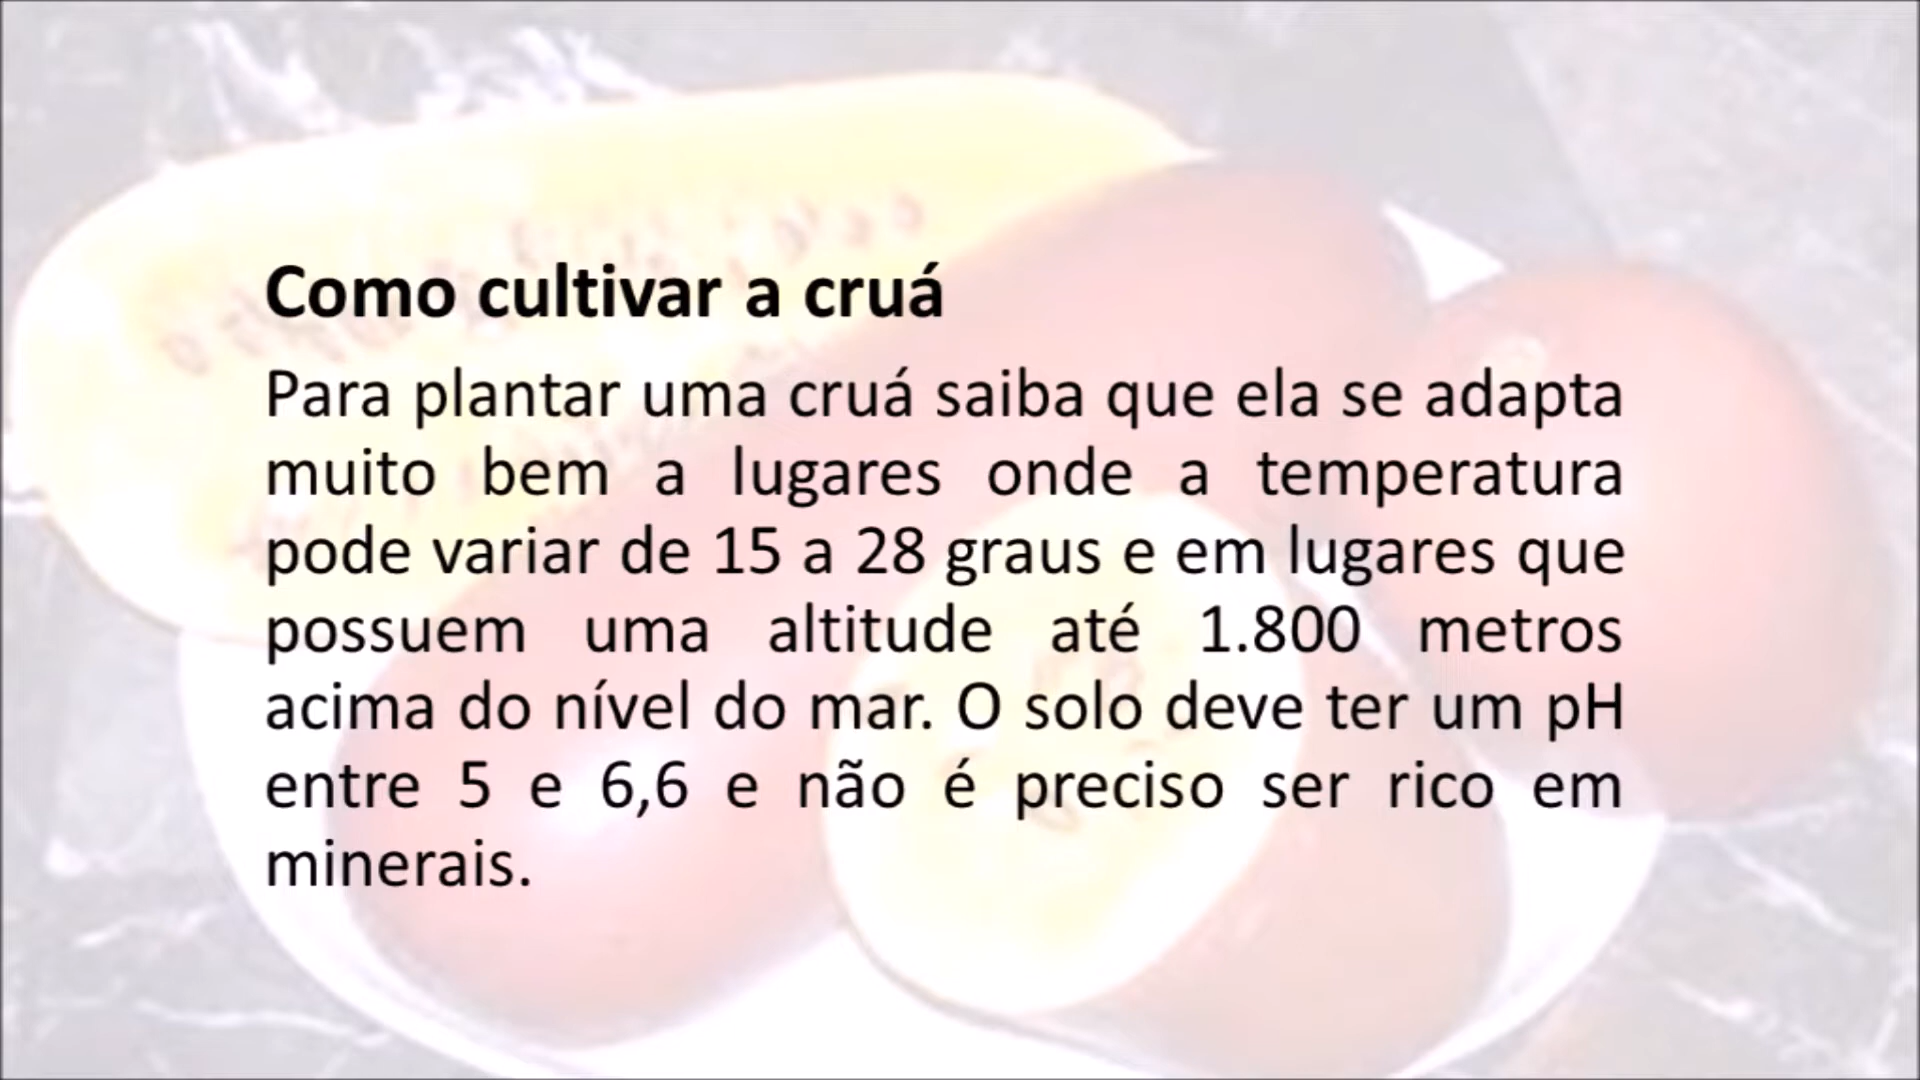 Como cultivar a cruá
Para plantar uma cruá saiba que ela se adapta
muito bem a lugares onde a temperatura
pode variar de 15 a 28 graus e em lugares que
possuem uma altitude até 1.800 metros
acima do nível do mar. O solo deve ter um pH
entre 5 e 6,6 e não é preciso ser rico em
minerais.